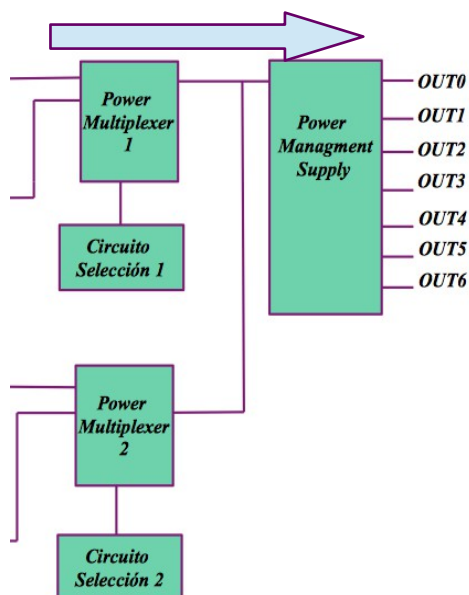 Power
Multiplexer
1
Circuito
Selección 1
Power
Managment
Supply
OUT0
OUT1
OUT2
OUT3
OUT4
OUT5
OUT6
Power
Multiplexer
2
Circuito
Selección 2